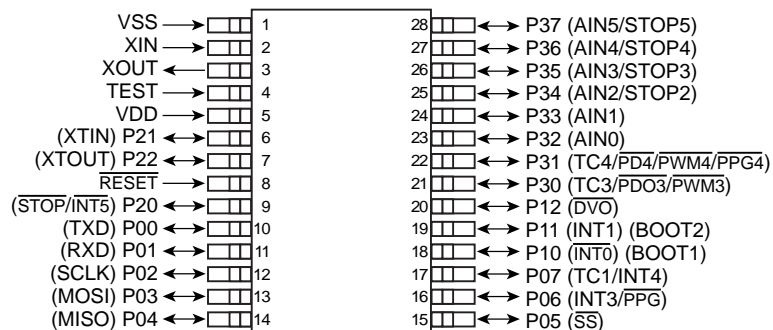 VSS 1 28 P37 (AIN5/STOP5)
XIN 2 27 P36 (AIN4/STOP4)
XOUT 3 26 P35 (AIN3/STOP3)
TEST 4 25 P34 (AIN2/STOP2)
VDD 5 24 P33 (AIN1)
(XTIN) P21 6 23 P32 (AIN0)
(XTOUT) P22 7 22 P31 (TC4/PD4/PWM4/PPG4)
RESET 8 21 P30 (TC3/PDO3/PWM3)
(STOP/INT5) P20 9 20 P12 (DVO)
(TXD) P00 10 19 P11 (INT1) (BOOT2)
(RXD) P01 11 18 P10 (INT0) (BOOT1)
(SCLK) P02 12 17 P07 (TC1/INT4)
(MOSI) P03 13 16 P06 (INT3/PPG)
(MISO) P04 14 15 P05 (SS)